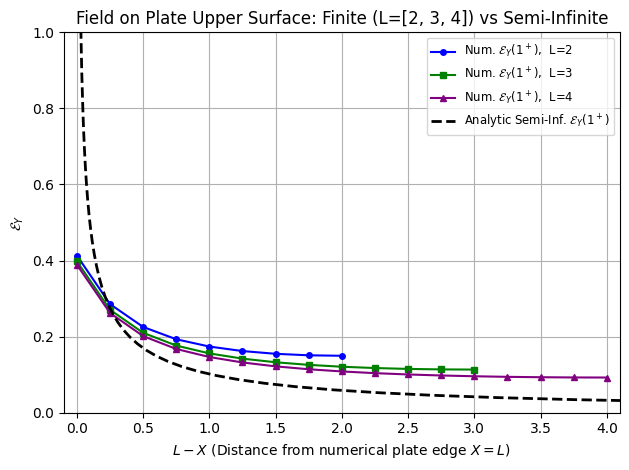 Field on Plate Upper Surface: Finite (L=[2, 3, 4]) vs Semi-Infinite
1.0
0.8
0.6
0.4
0.2
0.0
ℰ_Y
Num. ℰ_Y(1⁺), L=2
Num. ℰ_Y(1⁺), L=3
Num. ℰ_Y(1⁺), L=4
Analytic Semi-Inf. ℰ_Y(1⁺)
0.0 0.5 1.0 1.5 2.0 2.5 3.0 3.5 4.0
L − X (Distance from numerical plate edge X = L)